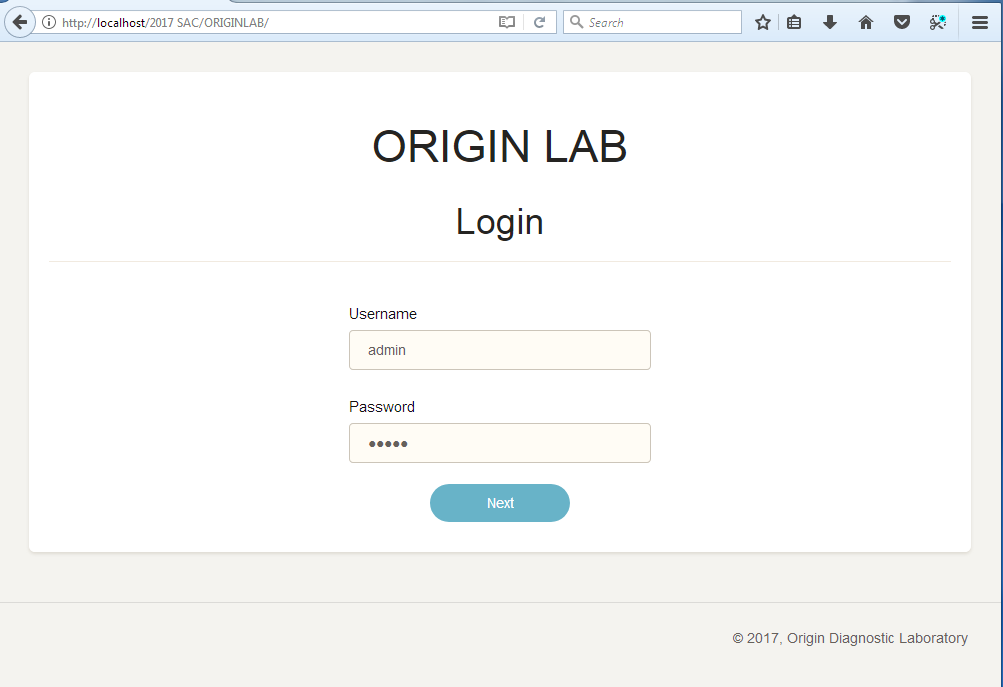 http://localhost/2017 SAC/ORIGINLAB/
Search
ORIGIN LAB
Login
Username
admin
Password
●●●●●
Next
© 2017, Origin Diagnostic Laboratory